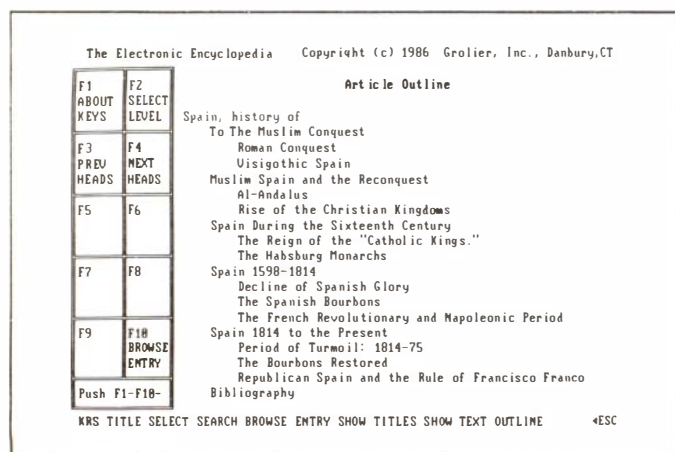 The Electronic Encyclopedia Copyright (c) 1986 Grolier, Inc., Danbury,CT
Article Outline
F1 ABOUT KEYS
F2 SELECT LEVEL
F3 PREV HEADS
F4 NEXT HEADS
F5
F6
F7
F8
F9
F10 BROWSE ENTRY
Push F1-F10-
Spain, history of
To The Muslim Conquest
Roman Conquest
Visigothic Spain
Muslim Spain and the Reconquest
Al-Andalus
Rise of the Christian Kingdoms
Spain During the Sixteenth Century
The Reign of the "Catholic Kings."
The Habsburg Monarchs
Spain 1598-1814
Decline of Spanish Glory
The Spanish Bourbons
The French Revolutionary and Napoleonic Period
Spain 1814 to the Present
Period of Turmoil: 1814-75
The Bourbons Restored
Republican Spain and the Rule of Francisco Franco
Bibliography
KRS TITLE SELECT SEARCH BROWSE ENTRY SHOW TITLES SHOW TEXT OUTLINE ◄ESC